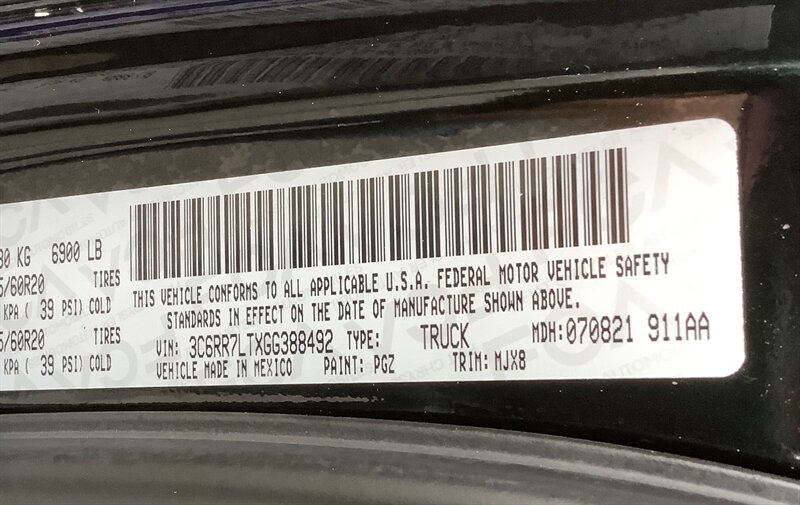 80 KG 6900 LB
5/60R20 TIRES
KPA ( 39 PSI) COLD
5/60R20 TIRES
KPA ( 39 PSI) COLD
THIS VEHICLE CONFORMS TO ALL APPLICABLE U.S.A. FEDERAL MOTOR VEHICLE SAFETY
STANDARDS IN EFFECT ON THE DATE OF MANUFACTURE SHOWN ABOVE.
VIN: 3C6RR7LTXGG388492 TYPE: TRUCK MDH: 070821 911AA
VEHICLE MADE IN MEXICO PAINT: PGZ TRIM: MJX8